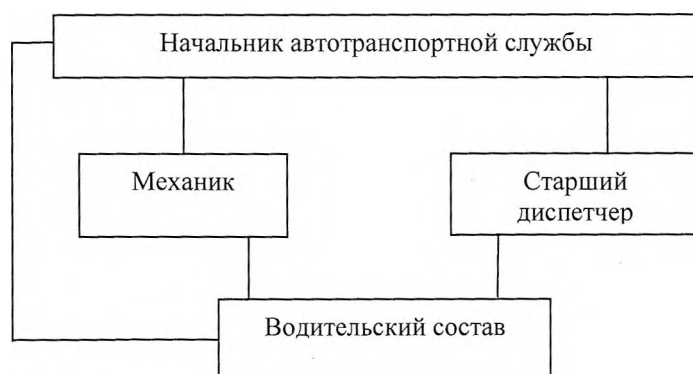 Начальник автотранспортной службы
Механик
Старший
диспетчер
Водительский состав